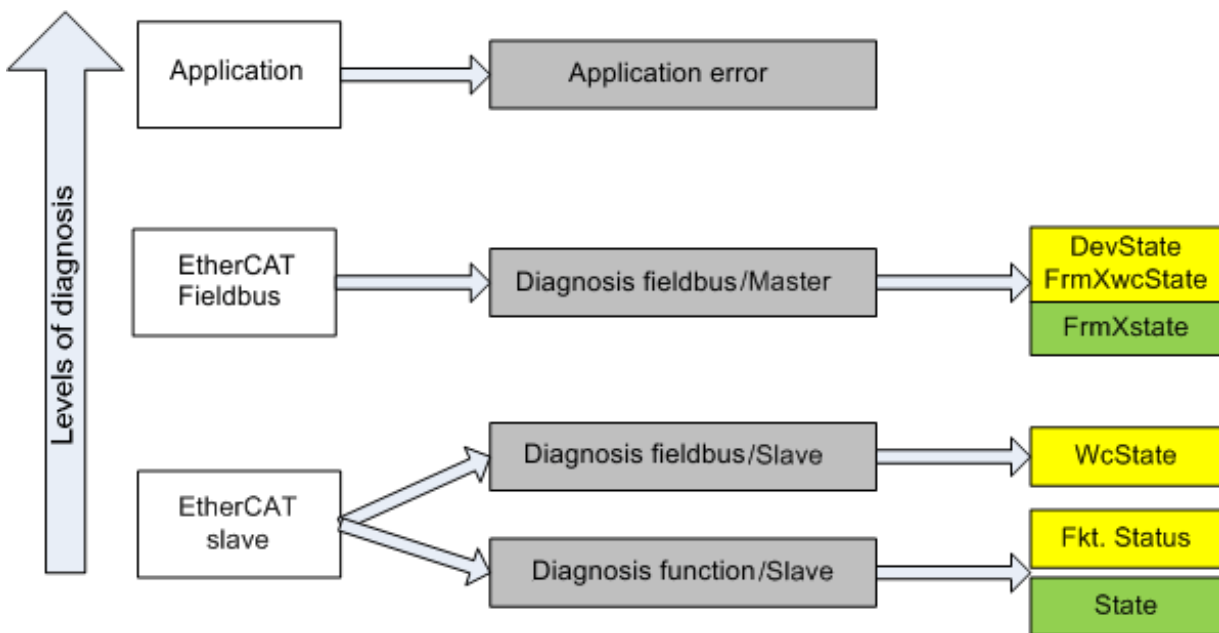 Levels of diagnosis
Application
Application error
EtherCAT
Fieldbus
Diagnosis fieldbus/Master
DevState
FrmXwcState
FrmXstate
EtherCAT
slave
Diagnosis fieldbus/Slave
WcState
Diagnosis function/Slave
Fkt. Status
State